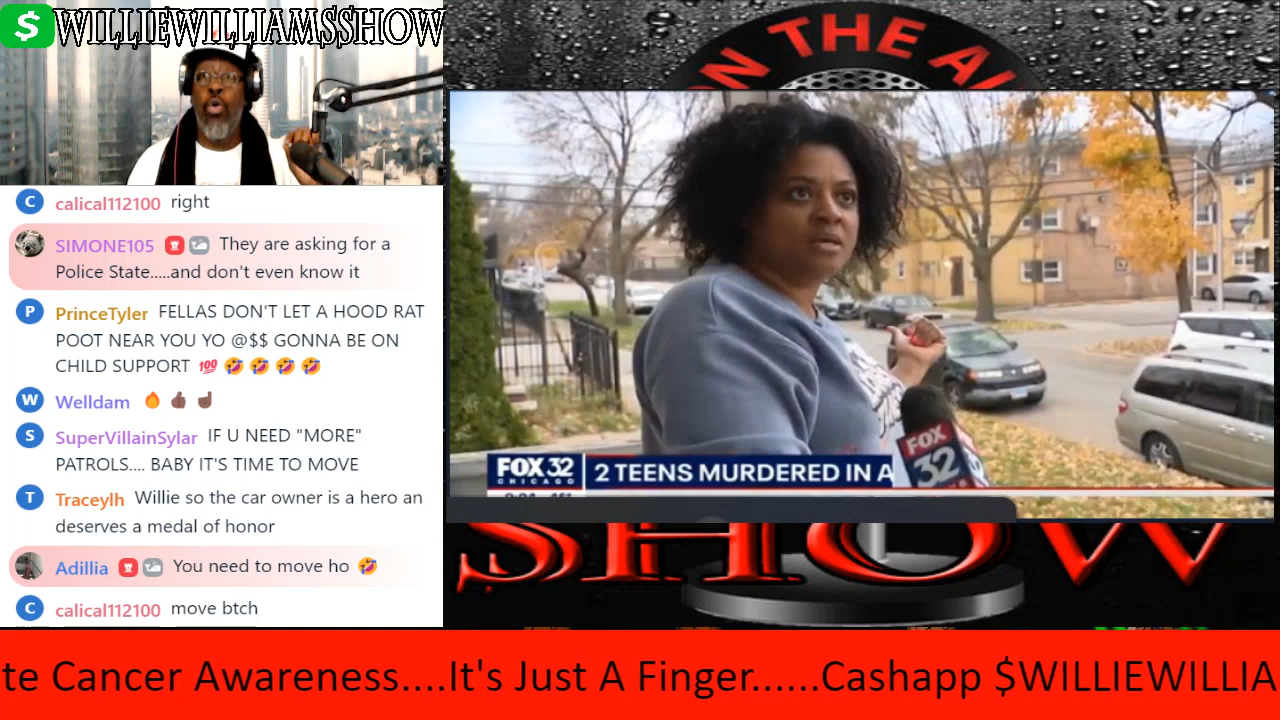 $WILLIEWILLIAMSSHOW
ON THE AI
C calical112100 right
SIMONE105 They are asking for a
Police State.....and don't even know it
P PrinceTyler FELLAS DON'T LET A HOOD RAT
POOT NEAR YOU YO @$$ GONNA BE ON
CHILD SUPPORT 💯 🤣 🤣 🤣 🤣
W Welldam 🔥 👍🏾 ☝🏾
S SuperVillainSylar IF U NEED "MORE"
PATROLS.... BABY IT'S TIME TO MOVE
T Traceylh Willie so the car owner is a hero an
deserves a medal of honor
Adillia You need to move ho 🤣
C calical112100 move btch
FOX 32
CHICAGO
2 TEENS MURDERED IN A
FOX
32
SHOW
te Cancer Awareness....It's Just A Finger......Cashapp $WILLIEWILLIA